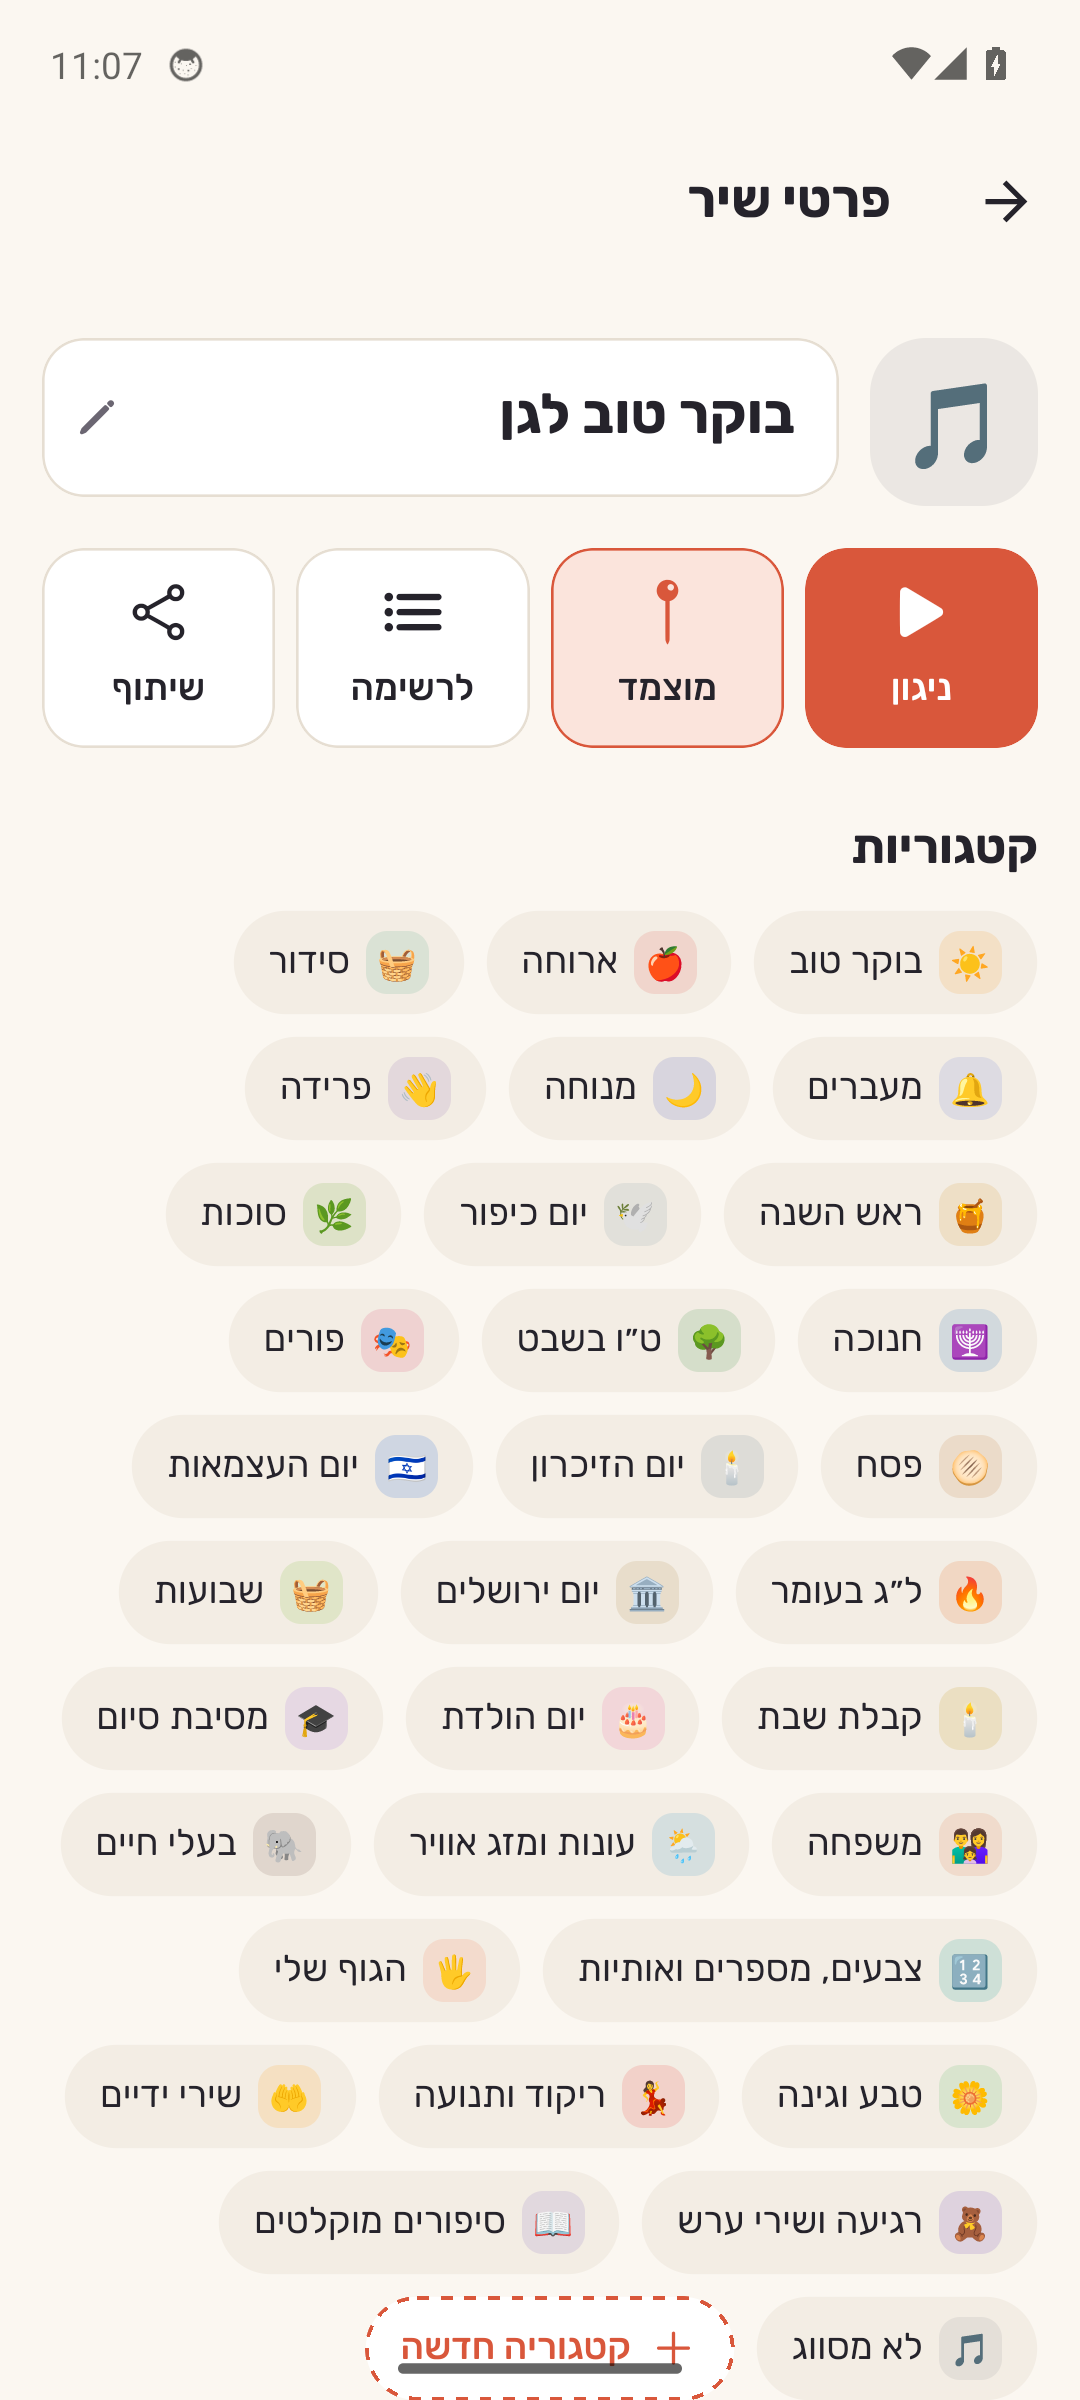 11:07
פרטי שיר
בוקר טוב לגן
ניגון
מוצמד
לרשימה
שיתוף
קטגוריות
בוקר טוב
ארוחה
סידור
מעברים
מנוחה
פרידה
ראש השנה
יום כיפור
סוכות
חנוכה
ט״ו בשבט
פורים
פסח
יום הזיכרון
יום העצמאות
ל״ג בעומר
יום ירושלים
שבועות
קבלת שבת
יום הולדת
מסיבת סיום
משפחה
עונות ומזג אוויר
בעלי חיים
צבעים, מספרים ואותיות
הגוף שלי
טבע וגינה
ריקוד ותנועה
שירי ידיים
רגיעה ושירי ערש
סיפורים מוקלטים
לא מסווג
קטגוריה חדשה